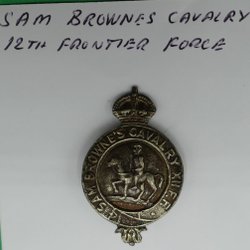 SAM BROWNES CAVALRY
12TH FRONTIER FORCE
SAM BROWNE'S CAVALRY XII F.F.